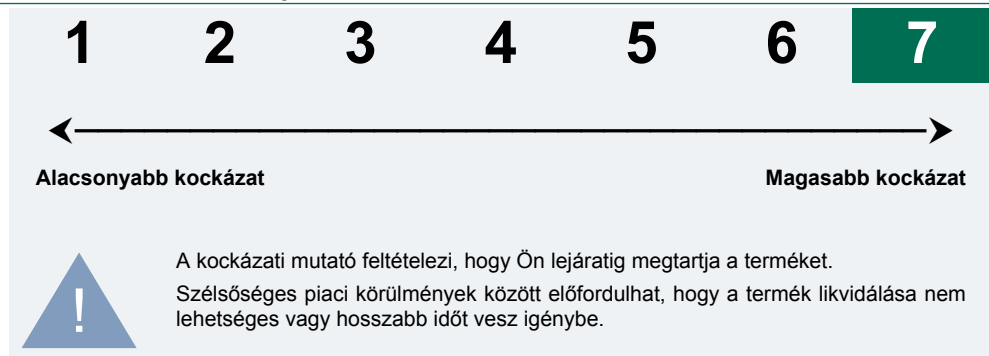 1 2 3 4 5 6 7
Alacsonyabb kockázat Magasabb kockázat
A kockázati mutató feltételezi, hogy Ön lejáratig megtartja a terméket.
Szélsőséges piaci körülmények között előfordulhat, hogy a termék likvidálása nem
lehetséges vagy hosszabb időt vesz igénybe.
!